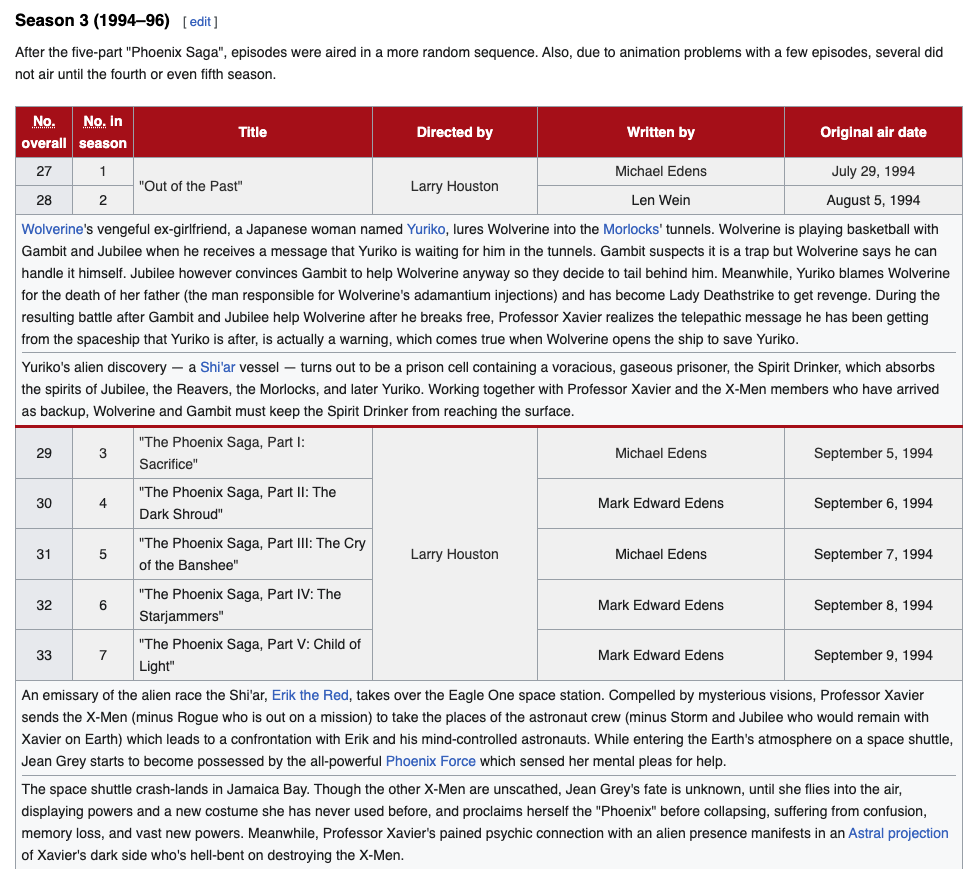 Season 3 (1994–96) [ edit ]
After the five-part "Phoenix Saga", episodes were aired in a more random sequence. Also, due to animation problems with a few episodes, several did
not air until the fourth or even fifth season.
No. overall No. in season Title Directed by Written by Original air date
27 1 "Out of the Past" Larry Houston Michael Edens July 29, 1994
28 2 Len Wein August 5, 1994
Wolverine's vengeful ex-girlfriend, a Japanese woman named Yuriko, lures Wolverine into the Morlocks' tunnels. Wolverine is playing basketball with
Gambit and Jubilee when he receives a message that Yuriko is waiting for him in the tunnels. Gambit suspects it is a trap but Wolverine says he can
handle it himself. Jubilee however convinces Gambit to help Wolverine anyway so they decide to tail behind him. Meanwhile, Yuriko blames Wolverine
for the death of her father (the man responsible for Wolverine's adamantium injections) and has become Lady Deathstrike to get revenge. During the
resulting battle after Gambit and Jubilee help Wolverine after he breaks free, Professor Xavier realizes the telepathic message he has been getting
from the spaceship that Yuriko is after, is actually a warning, which comes true when Wolverine opens the ship to save Yuriko.
Yuriko's alien discovery — a Shi'ar vessel — turns out to be a prison cell containing a voracious, gaseous prisoner, the Spirit Drinker, which absorbs
the spirits of Jubilee, the Reavers, the Morlocks, and later Yuriko. Working together with Professor Xavier and the X-Men members who have arrived
as backup, Wolverine and Gambit must keep the Spirit Drinker from reaching the surface.
29 3 "The Phoenix Saga, Part I: Sacrifice" Larry Houston Michael Edens September 5, 1994
30 4 "The Phoenix Saga, Part II: The Dark Shroud" Mark Edward Edens September 6, 1994
31 5 "The Phoenix Saga, Part III: The Cry of the Banshee" Michael Edens September 7, 1994
32 6 "The Phoenix Saga, Part IV: The Starjammers" Mark Edward Edens September 8, 1994
33 7 "The Phoenix Saga, Part V: Child of Light" Mark Edward Edens September 9, 1994
An emissary of the alien race the Shi'ar, Erik the Red, takes over the Eagle One space station. Compelled by mysterious visions, Professor Xavier
sends the X-Men (minus Rogue who is out on a mission) to take the places of the astronaut crew (minus Storm and Jubilee who would remain with
Xavier on Earth) which leads to a confrontation with Erik and his mind-controlled astronauts. While entering the Earth's atmosphere on a space shuttle,
Jean Grey starts to become possessed by the all-powerful Phoenix Force which sensed her mental pleas for help.
The space shuttle crash-lands in Jamaica Bay. Though the other X-Men are unscathed, Jean Grey's fate is unknown, until she flies into the air,
displaying powers and a new costume she has never used before, and proclaims herself the "Phoenix" before collapsing, suffering from confusion,
memory loss, and vast new powers. Meanwhile, Professor Xavier's pained psychic connection with an alien presence manifests in an Astral projection
of Xavier's dark side who's hell-bent on destroying the X-Men.